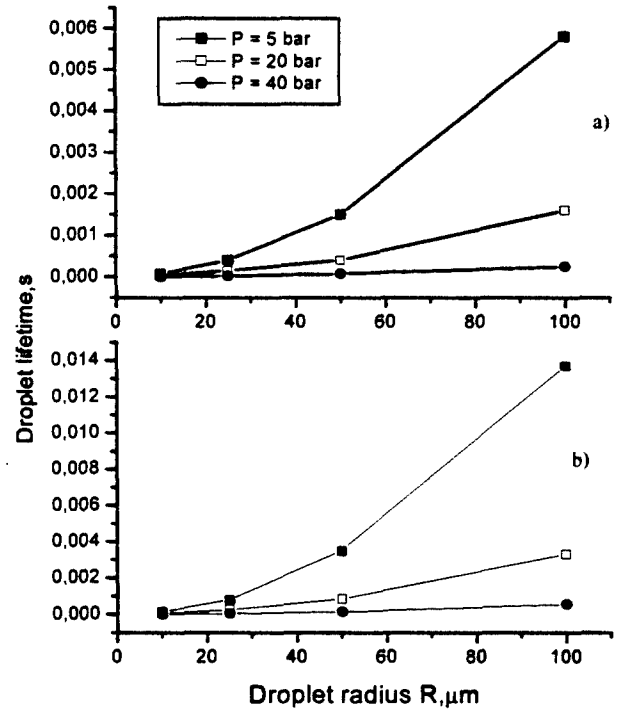 0,006
0,005
0,004
0,003
0,002
0,001
0,000
P = 5 bar
P = 20 bar
P = 40 bar
a)
0 20 40 60 80 100
Droplet lifetime,s
0,014
0,012
0,010
0,008
0,006
0,004
0,002
0,000
b)
0 20 40 60 80 100
Droplet radius R,μm